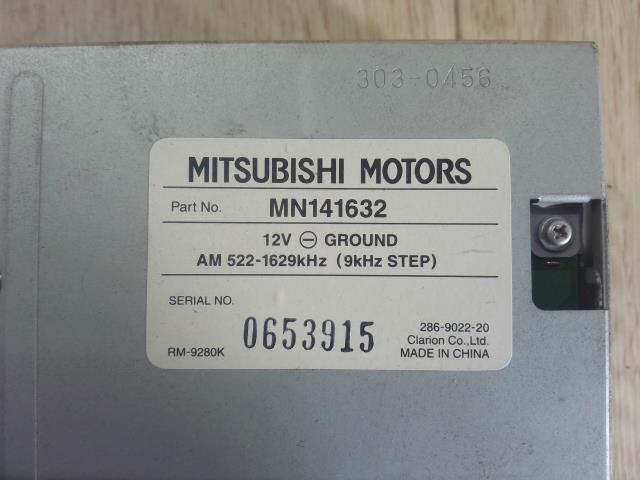 303-0456
MITSUBISHI MOTORS
Part No. MN141632
12V ⊖ GROUND
AM 522-1629kHz (9kHz STEP)
SERIAL NO. 0653915
286-9022-20
Clarion Co.,Ltd.
RM-9280K MADE IN CHINA